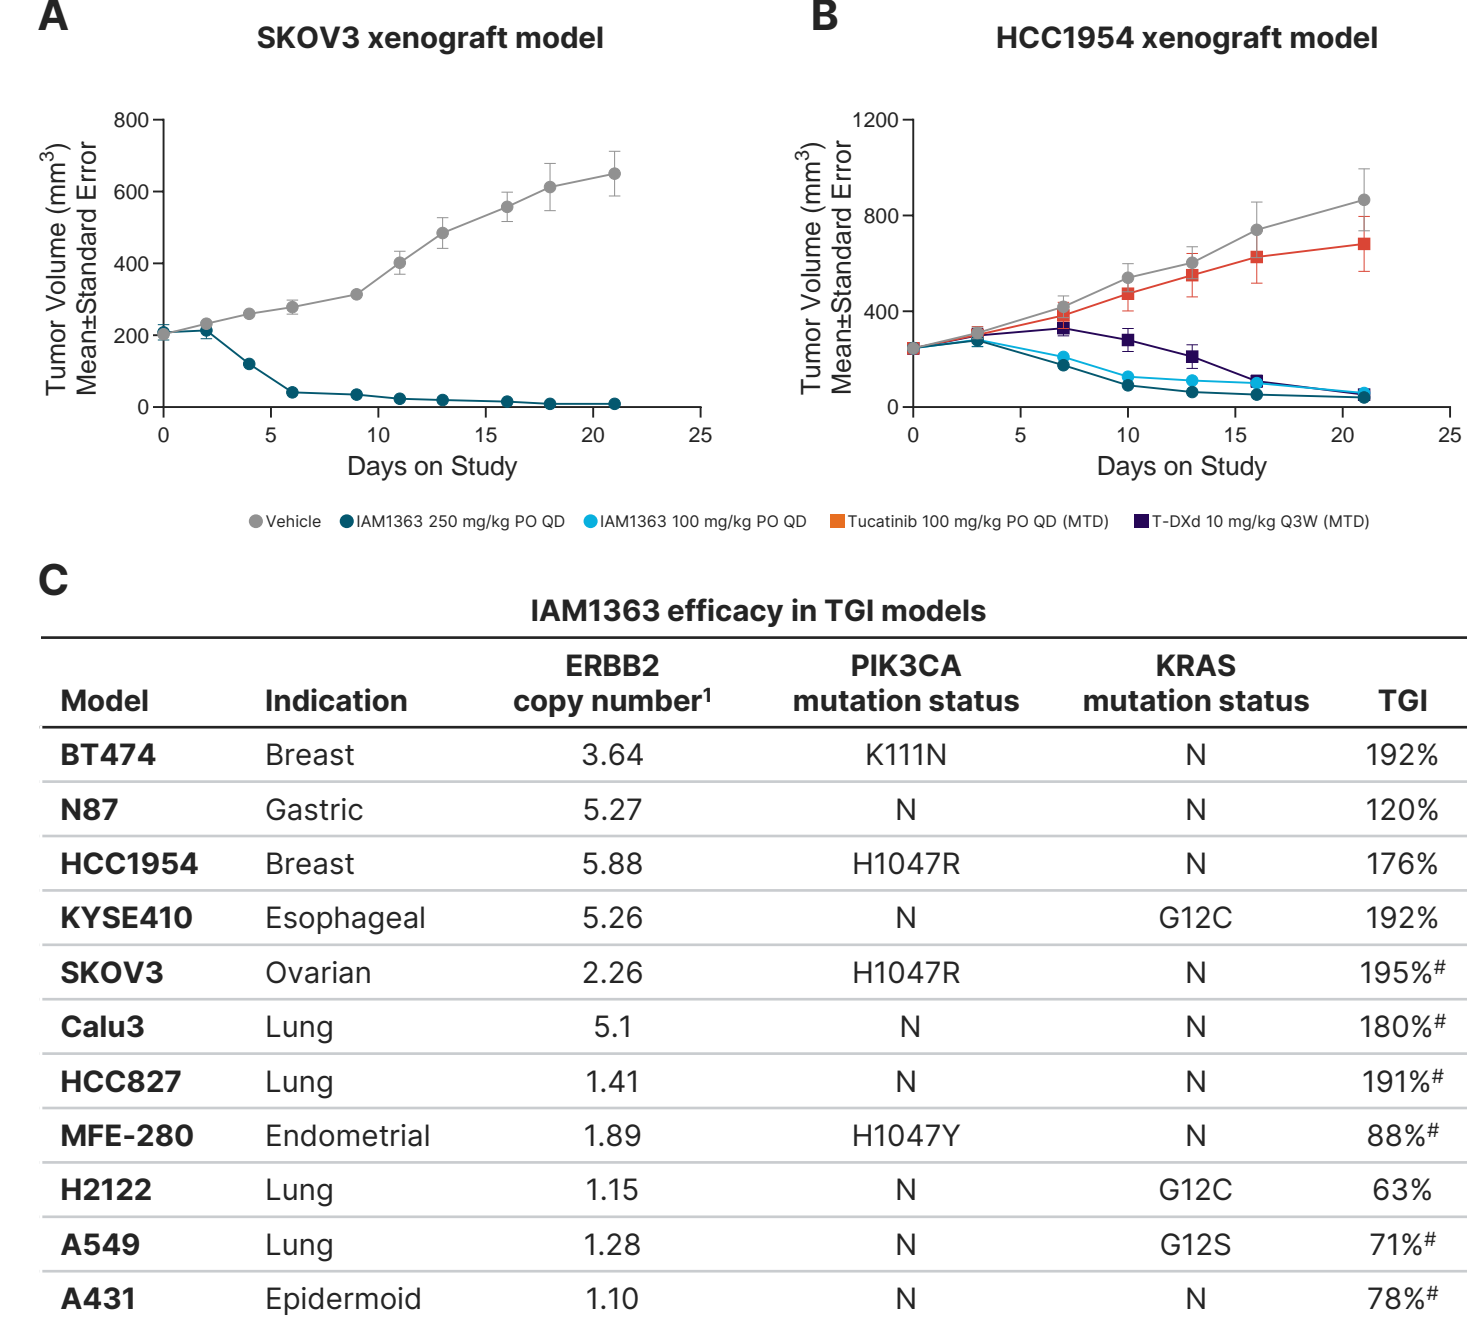 A
SKOV3 xenograft model
800
600
400
200
0
0 5 10 15 20 25
Tumor Volume (mm³)
Mean±Standard Error
Days on Study
B
HCC1954 xenograft model
1200
800
400
0
0 5 10 15 20 25
Tumor Volume (mm³)
Mean±Standard Error
Days on Study
Vehicle IAM1363 250 mg/kg PO QD IAM1363 100 mg/kg PO QD Tucatinib 100 mg/kg PO QD (MTD) T-DXd 10 mg/kg Q3W (MTD)
C
IAM1363 efficacy in TGI models
ERBB2 PIK3CA KRAS
Model Indication copy number¹ mutation status mutation status TGI
BT474 Breast 3.64 K111N N 192%
N87 Gastric 5.27 N N 120%
HCC1954 Breast 5.88 H1047R N 176%
KYSE410 Esophageal 5.26 N G12C 192%
SKOV3 Ovarian 2.26 H1047R N 195%#
Calu3 Lung 5.1 N N 180%#
HCC827 Lung 1.41 N N 191%#
MFE-280 Endometrial 1.89 H1047Y N 88%#
H2122 Lung 1.15 N G12C 63%
A549 Lung 1.28 N G12S 71%#
A431 Epidermoid 1.10 N N 78%#